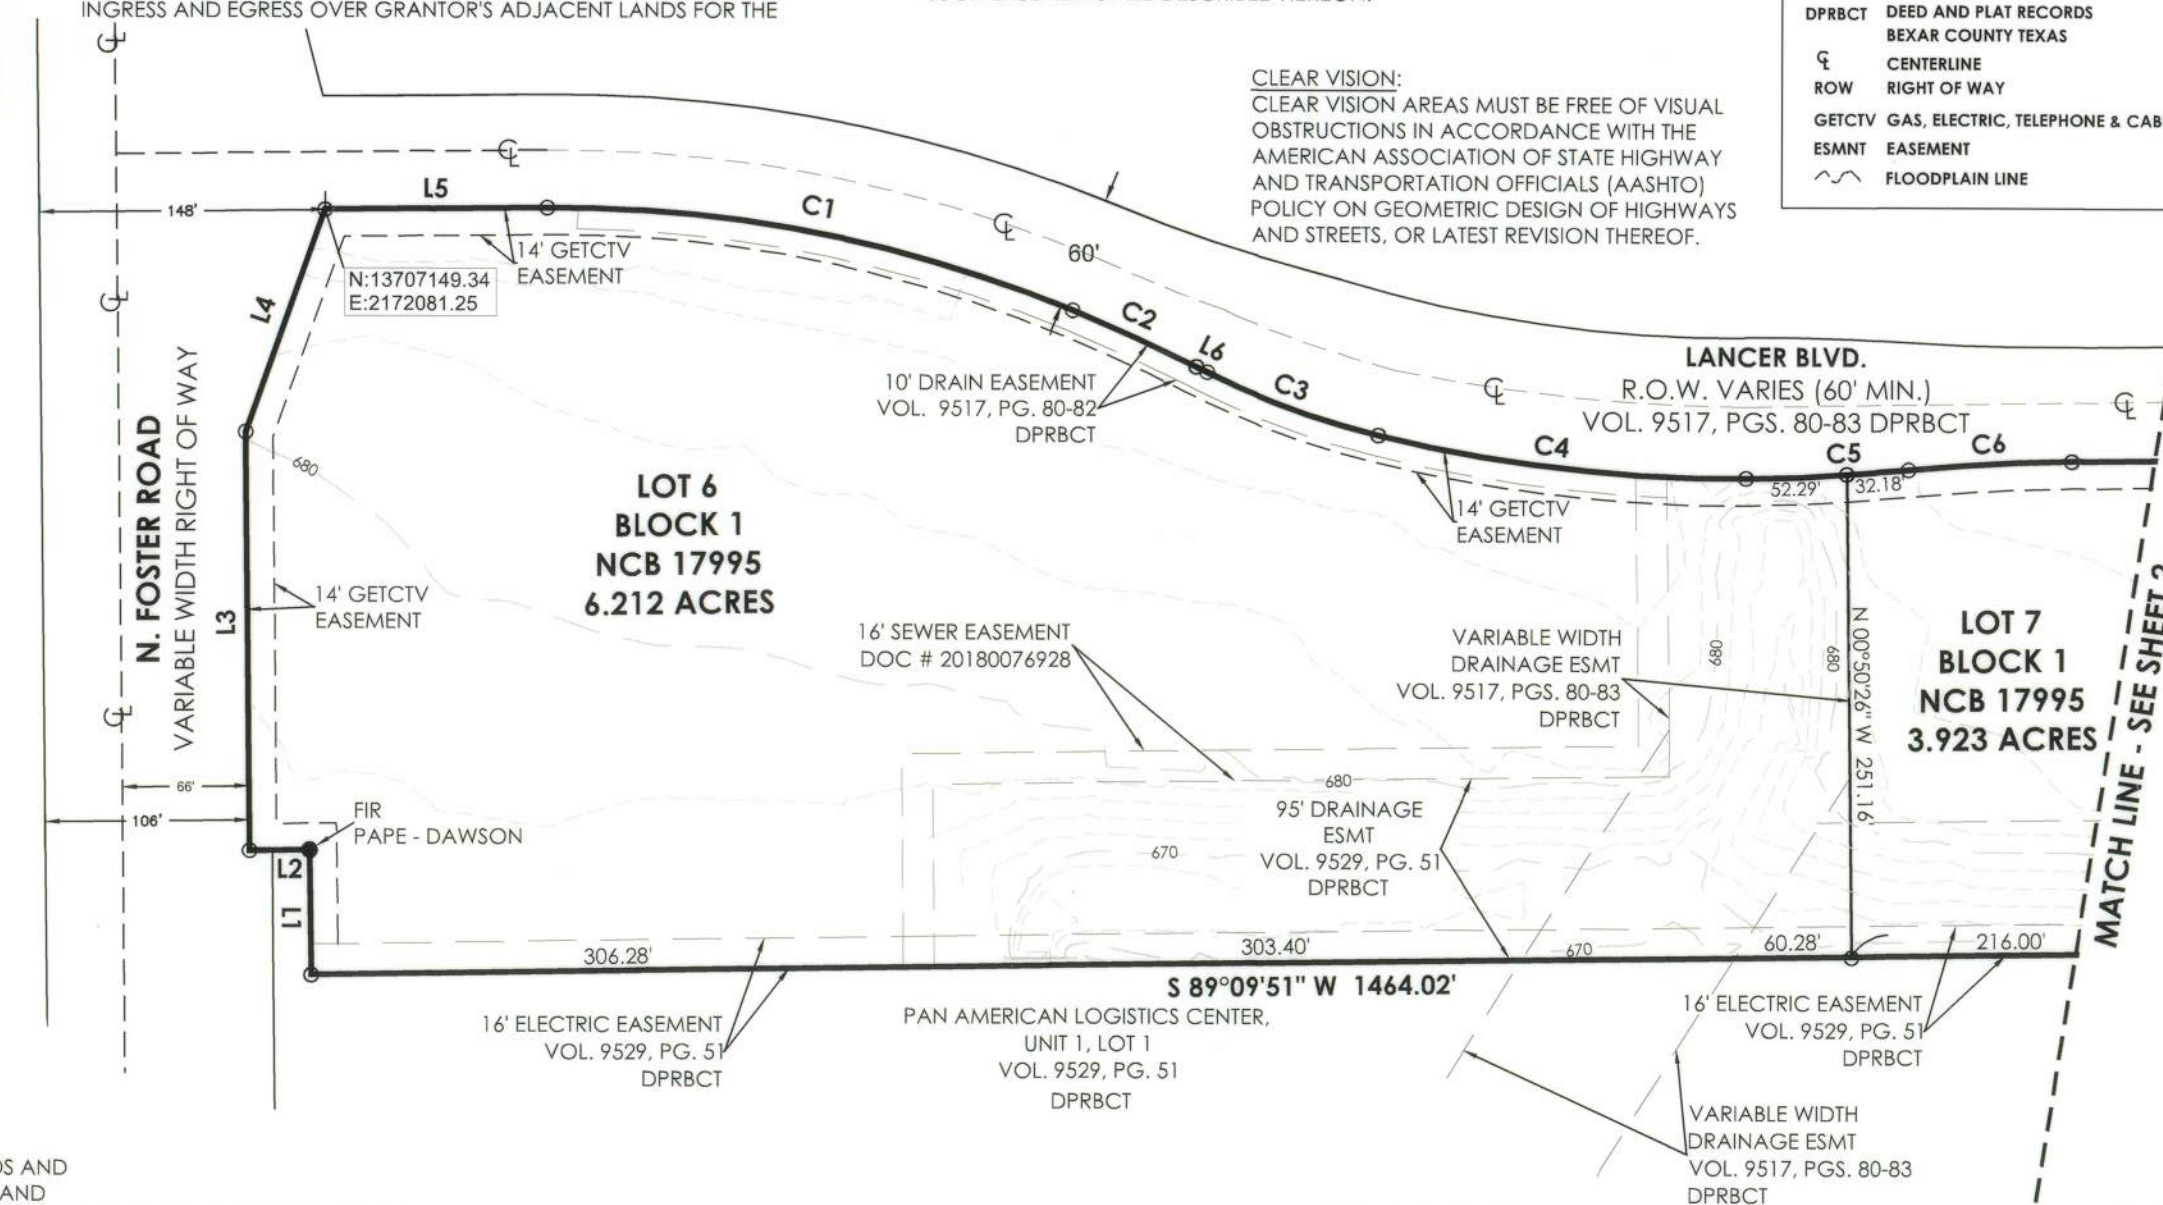 INGRESS AND EGRESS OVER GRANTOR'S ADJACENT LANDS FOR THE
DPRBCT DEED AND PLAT RECORDS
BEXAR COUNTY TEXAS
CENTERLINE
ROW RIGHT OF WAY
GETCTV GAS, ELECTRIC, TELEPHONE & CAB
ESMNT EASEMENT
FLOODPLAIN LINE
CLEAR VISION:
CLEAR VISION AREAS MUST BE FREE OF VISUAL
OBSTRUCTIONS IN ACCORDANCE WITH THE
AMERICAN ASSOCIATION OF STATE HIGHWAY
AND TRANSPORTATION OFFICIALS (AASHTO)
POLICY ON GEOMETRIC DESIGN OF HIGHWAYS
AND STREETS, OR LATEST REVISION THEREOF.
148'
L5
C1
60'
14' GETCTV
EASEMENT
N:13707149.34
E:2172081.25
L4
C2
L6
C3
10' DRAIN EASEMENT
VOL. 9517, PG. 80-82
DPRBCT
LANCER BLVD.
R.O.W. VARIES (60' MIN.)
VOL. 9517, PGS. 80-83 DPRBCT
C4
C5
C6
52.29'
32.18'
N. FOSTER ROAD
VARIABLE WIDTH RIGHT OF WAY
680
LOT 6
BLOCK 1
NCB 17995
6.212 ACRES
14' GETCTV
EASEMENT
14' GETCTV
EASEMENT
L3
16' SEWER EASEMENT
DOC # 20180076928
VARIABLE WIDTH
DRAINAGE ESMT
VOL. 9517, PGS. 80-83
DPRBCT
680
680
N 00°50'26" W 251.16'
LOT 7
BLOCK 1
NCB 17995
3.923 ACRES
MATCH LINE - SEE SHEET 2
66'
106'
FIR
PAPE - DAWSON
L2
L1
680
95' DRAINAGE
ESMT
VOL. 9529, PG. 51
DPRBCT
670
306.28'
303.40'
670
60.28'
216.00'
S 89°09'51" W 1464.02'
16' ELECTRIC EASEMENT
VOL. 9529, PG. 51
DPRBCT
PAN AMERICAN LOGISTICS CENTER,
UNIT 1, LOT 1
VOL. 9529, PG. 51
DPRBCT
16' ELECTRIC EASEMENT
VOL. 9529, PG. 51
DPRBCT
VARIABLE WIDTH
DRAINAGE ESMT
VOL. 9517, PGS. 80-83
DPRBCT
AND
AND